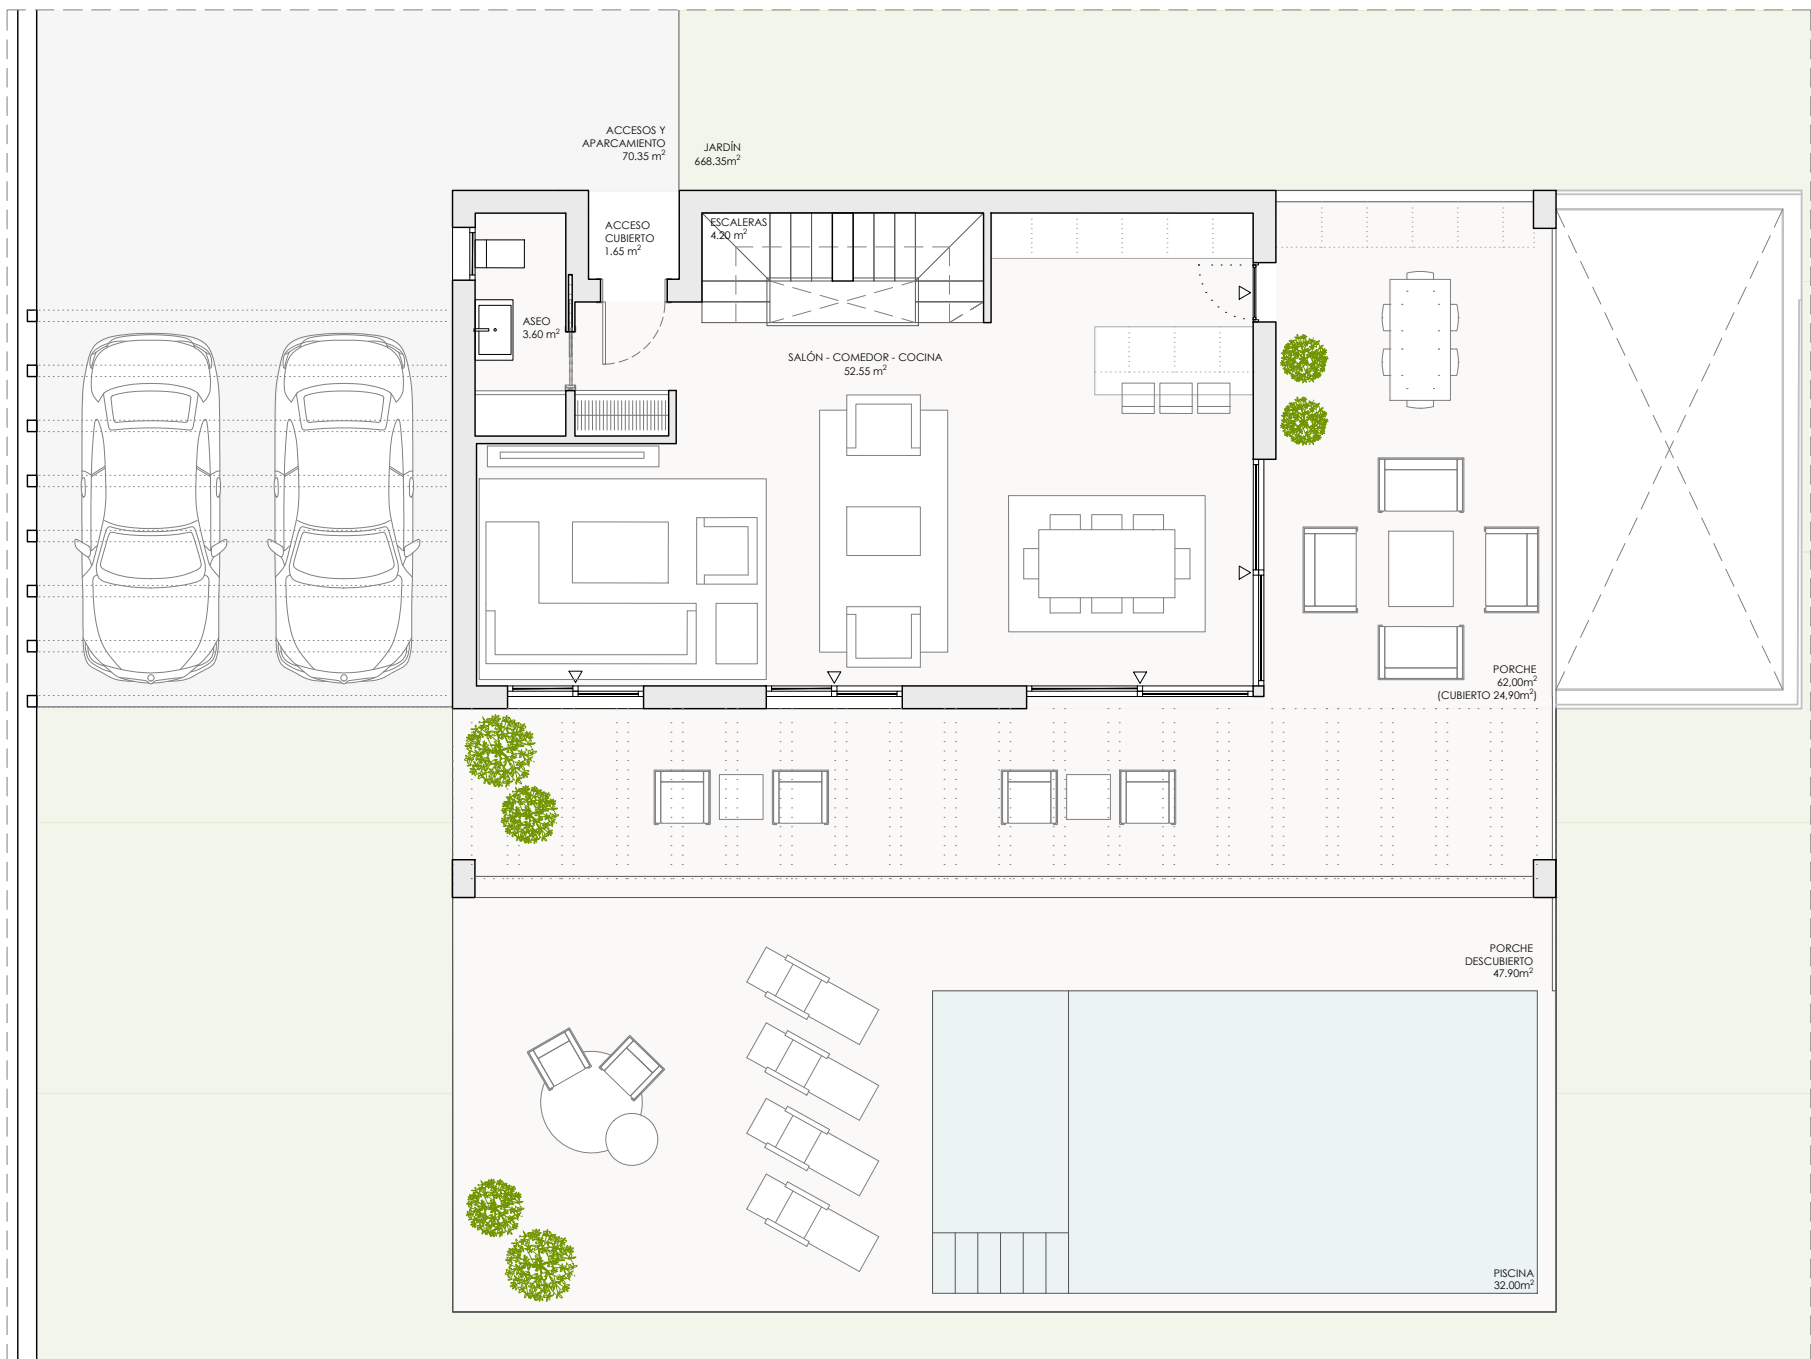 ACCESOS Y
APARCAMIENTO
70.35 m²
JARDÍN
668.35m²
ACCESO
CUBIERTO
1.65 m²
ESCALERAS
4.20 m²
ASEO
3.60 m²
SALÓN - COMEDOR - COCINA
52.55 m²
PORCHE
62,00m²
(CUBIERTO 24,90m²)
PORCHE
DESCUBIERTO
47.90m²
PISCINA
32.00m²